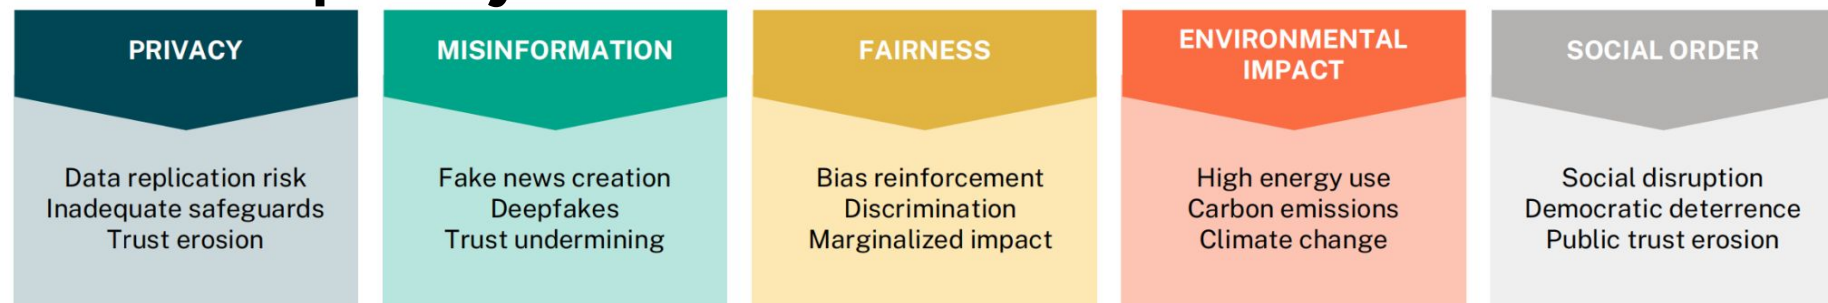 PRIVACY
Data replication risk
Inadequate safeguards
Trust erosion
MISINFORMATION
Fake news creation
Deepfakes
Trust undermining
FAIRNESS
Bias reinforcement
Discrimination
Marginalized impact
ENVIRONMENTAL
IMPACT
High energy use
Carbon emissions
Climate change
SOCIAL ORDER
Social disruption
Democratic deterrence
Public trust erosion